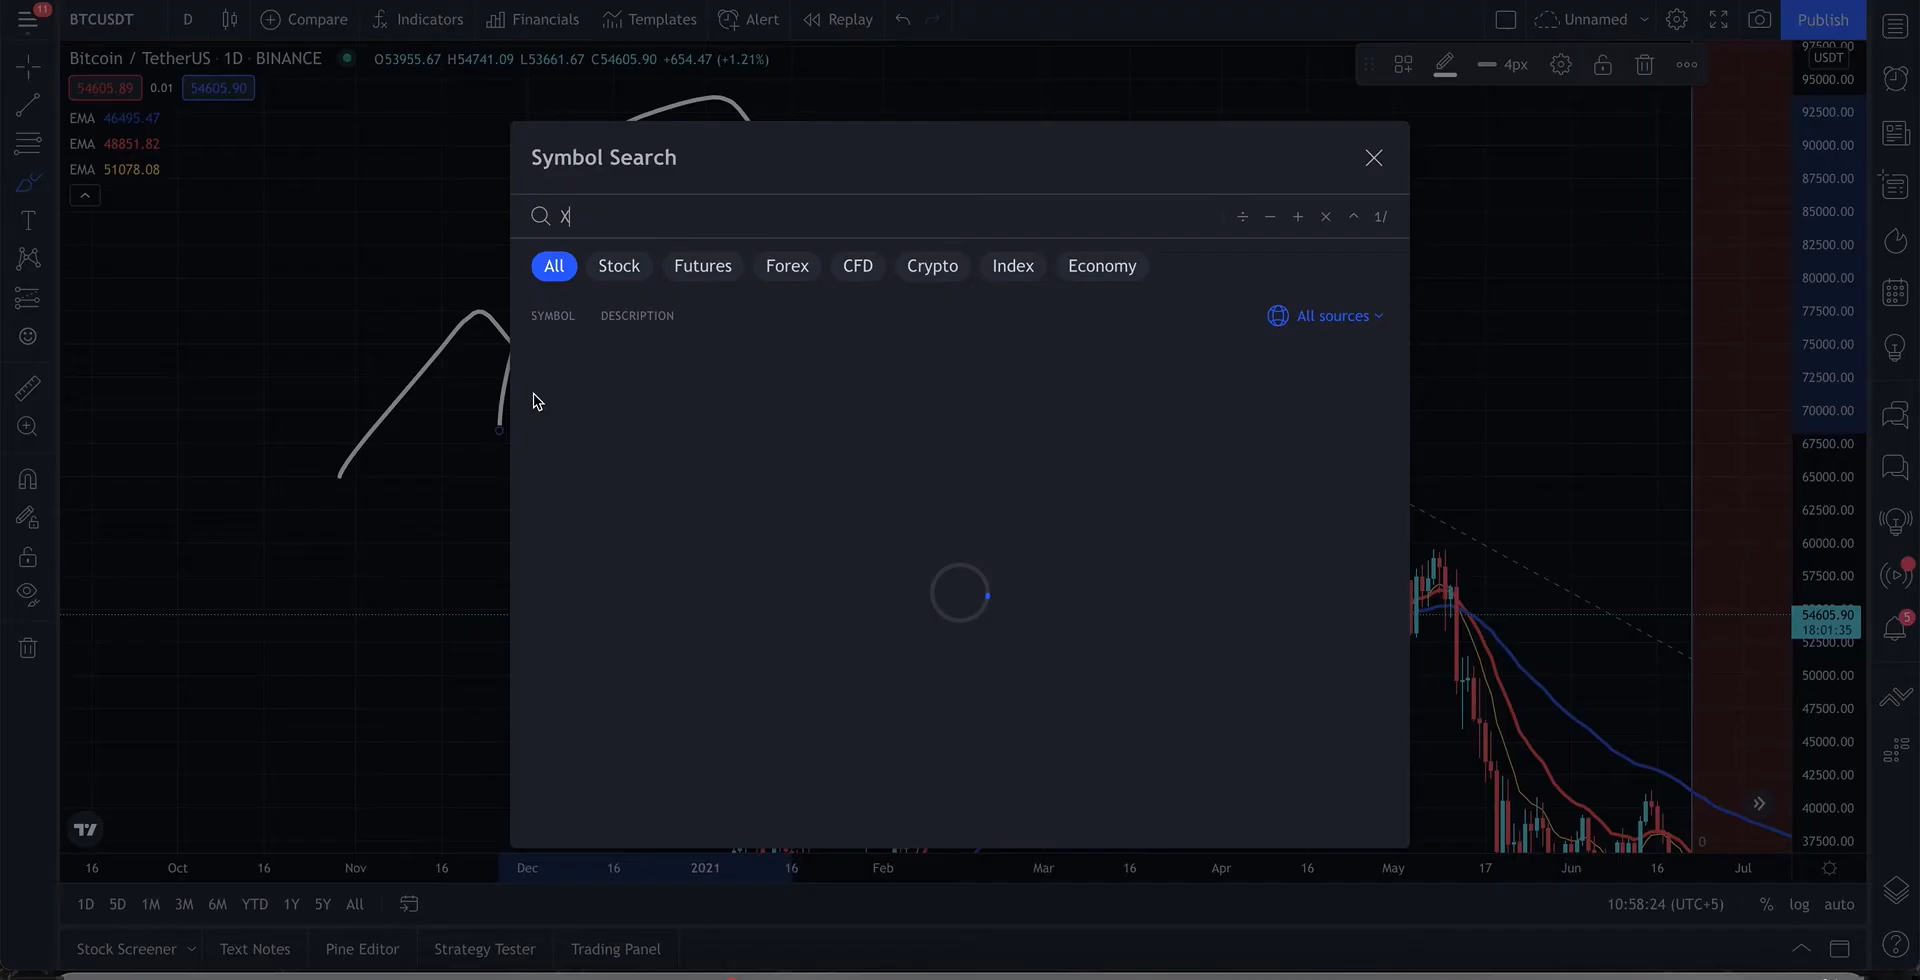 11
BTCUSDT D Compare Indicators Financials Templates Alert Replay Unnamed Publish
Bitcoin / TetherUS · 1D · BINANCE O53955.67 H54741.09 L53661.67 C54605.90 +654.47 (+1.21%)
54605.89 0.01 54605.90
EMA 46495.47
EMA 48851.82
EMA 51078.08
4px
Symbol Search
X
÷ − + × ^ 1/
All Stock Futures Forex CFD Crypto Index Economy
SYMBOL DESCRIPTION All sources
97500.00
USDT
95000.00
92500.00
90000.00
87500.00
85000.00
82500.00
80000.00
77500.00
75000.00
72500.00
70000.00
67500.00
65000.00
62500.00
60000.00
57500.00
54605.90
18:01:35
52500.00
50000.00
47500.00
45000.00
42500.00
40000.00
37500.00
5
0
16 Oct 16 Nov 16 Dec 16 2021 16 Feb Mar 16 Apr 16 May 17 Jun 16 Jul
1D 5D 1M 3M 6M YTD 1Y 5Y All 10:58:24 (UTC+5) % log auto
Stock Screener Text Notes Pine Editor Strategy Tester Trading Panel